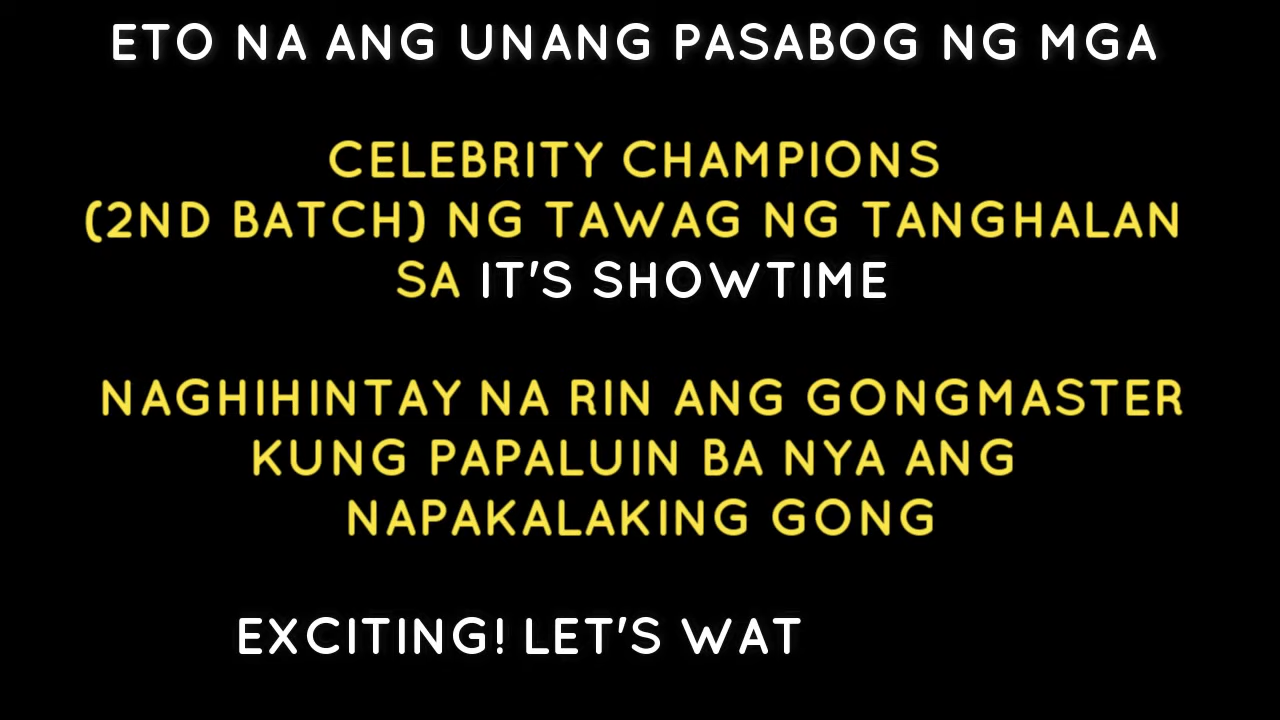 ETO NA ANG UNANG PASABOG NG MGA
CELEBRITY CHAMPIONS
(2ND BATCH) NG TAWAG NG TANGHALAN
SA IT'S SHOWTIME
NAGHIHINTAY NA RIN ANG GONGMASTER
KUNG PAPALUIN BA NYA ANG
NAPAKALAKING GONG
EXCITING! LET'S WAT